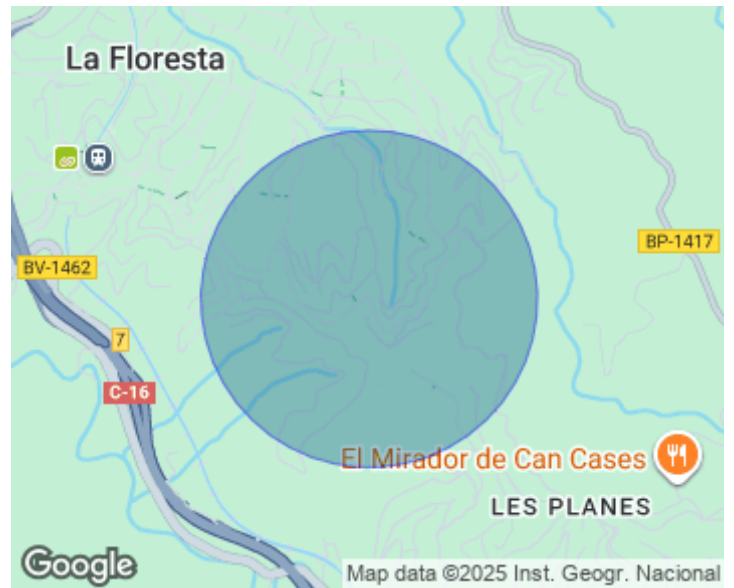 La Floresta
BP-1417
BV-1462
7
C-16
El Mirador de Can Cases
LES PLANES
Google
Map data ©2025 Inst. Geogr. Nacional